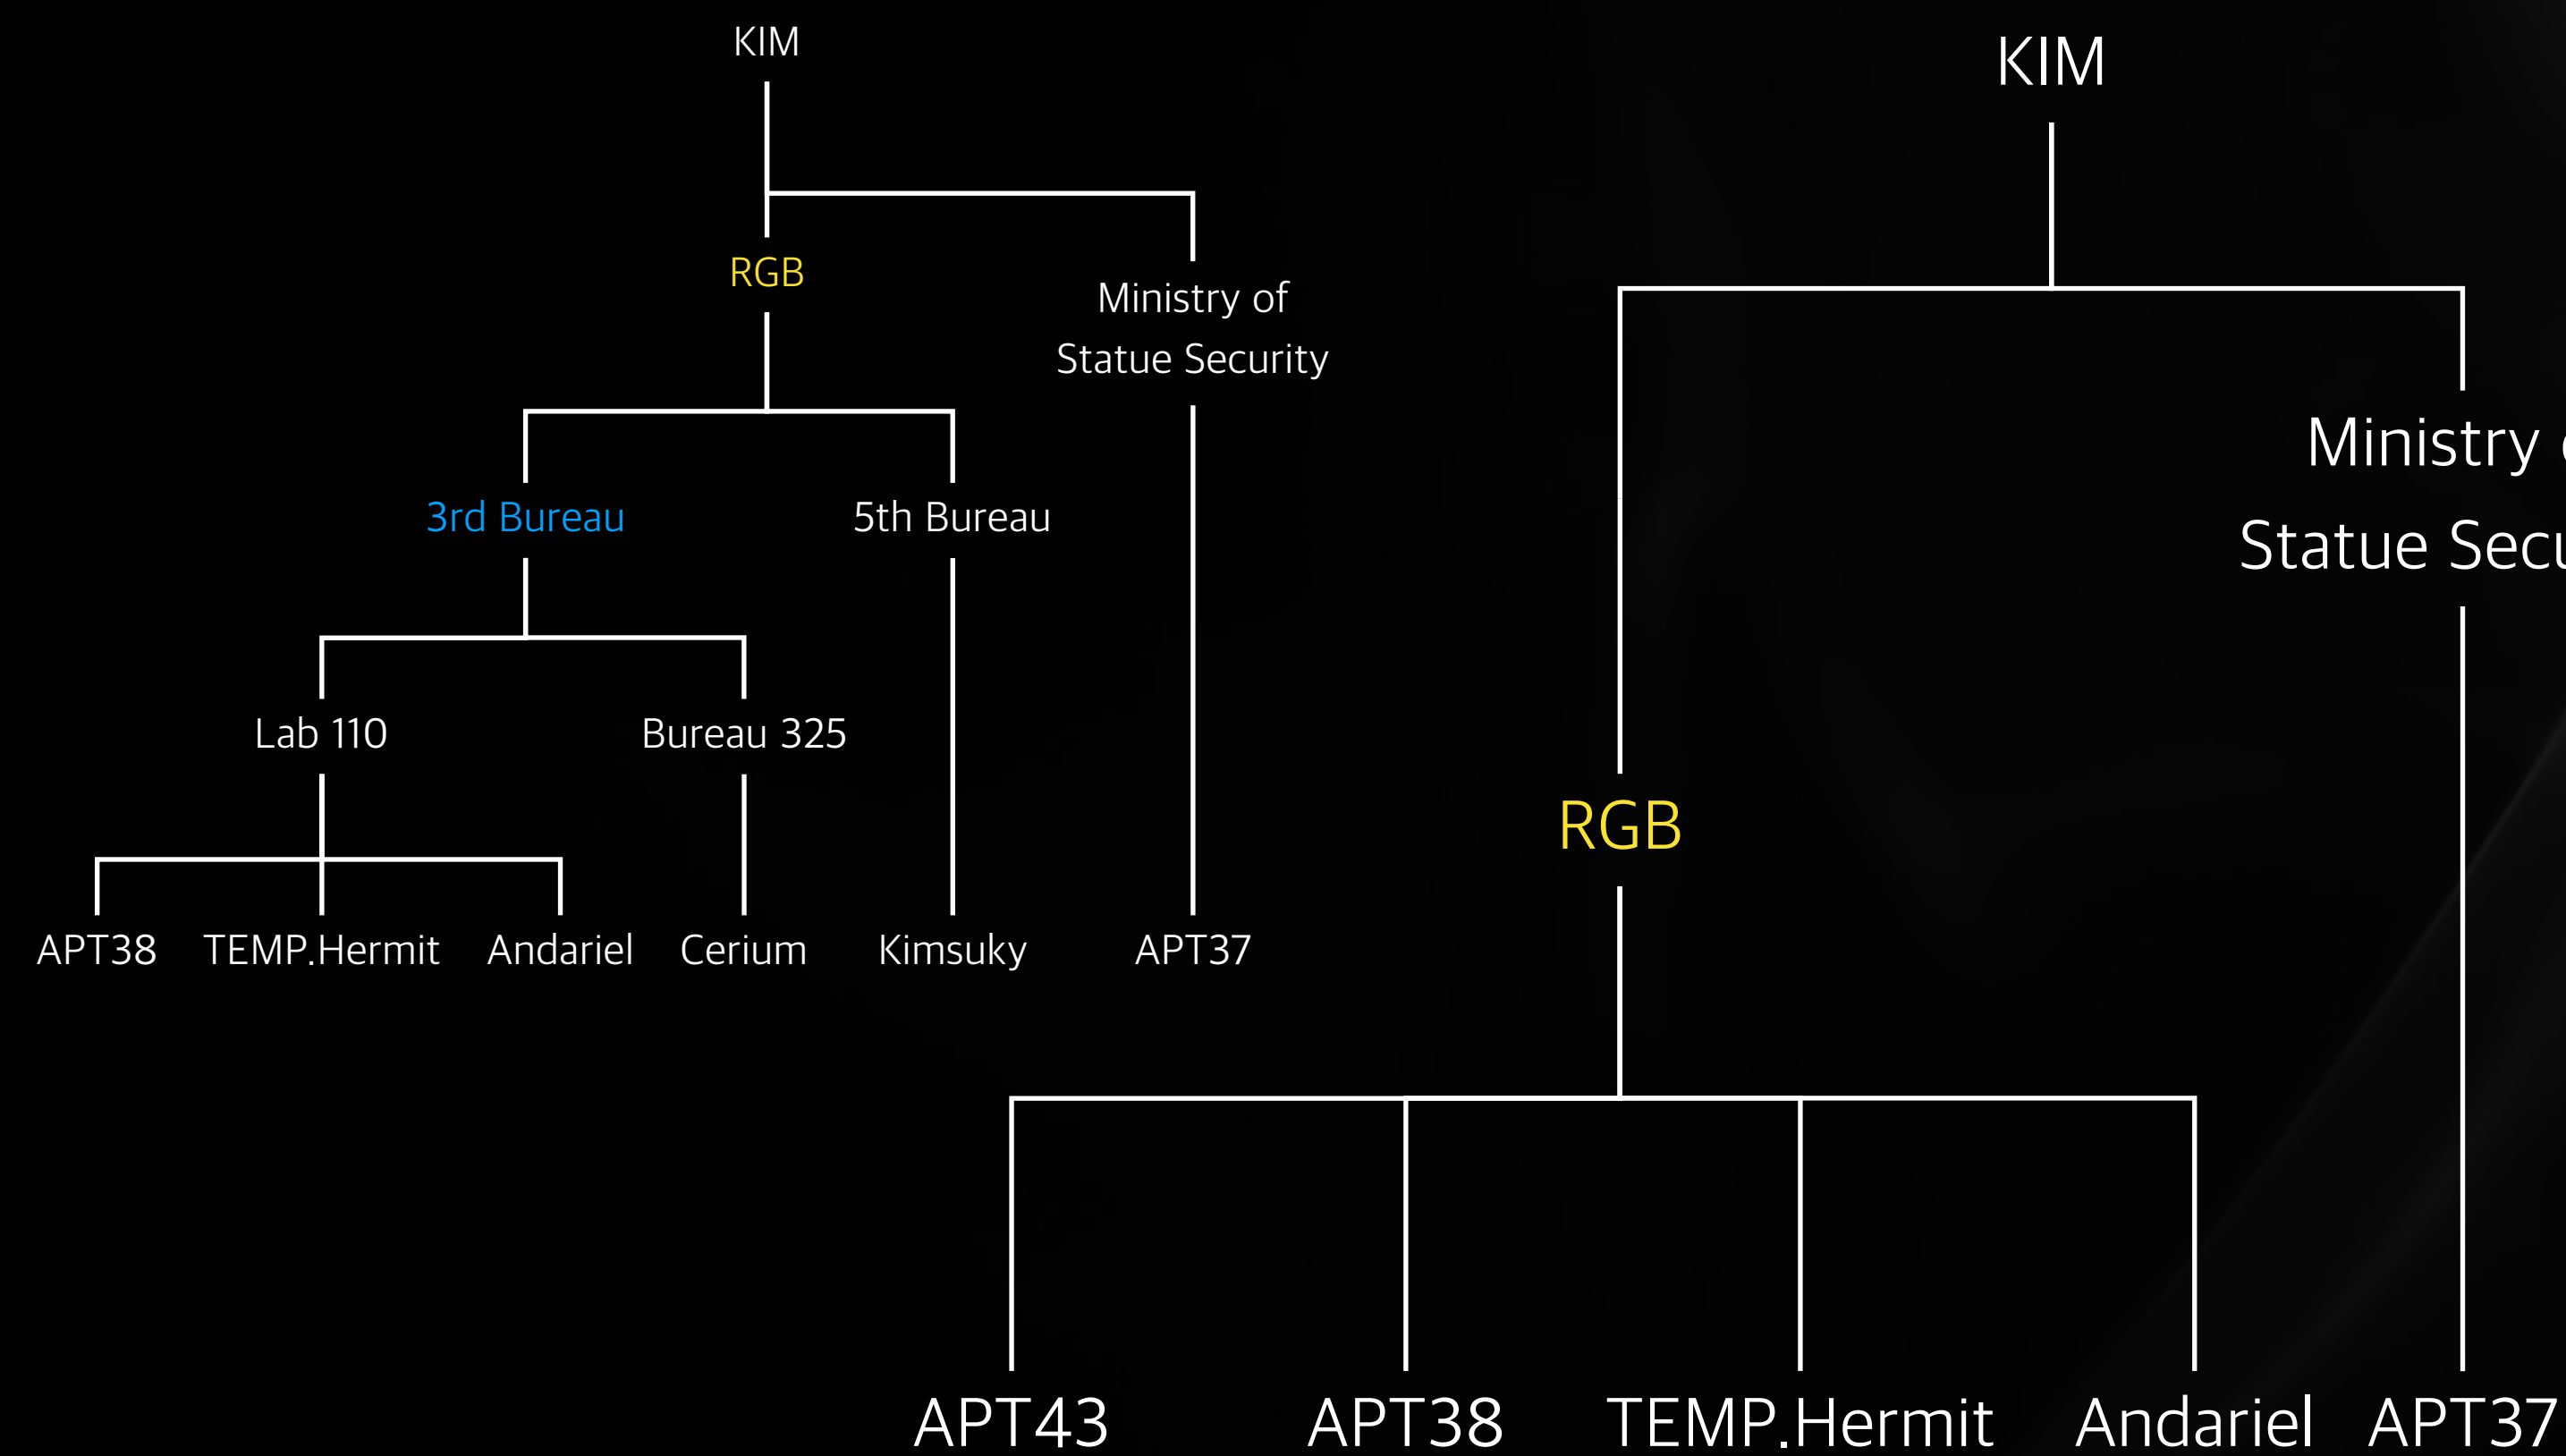 KIM
RGB
Ministry of
Statue Security
3rd Bureau
5th Bureau
Lab 110
Bureau 325
APT38
TEMP.Hermit
Andariel
Cerium
Kimsuky
APT37
KIM
Ministry
Statue
RGB
APT43
APT38
TEMP.Hermit
Andariel
APT37